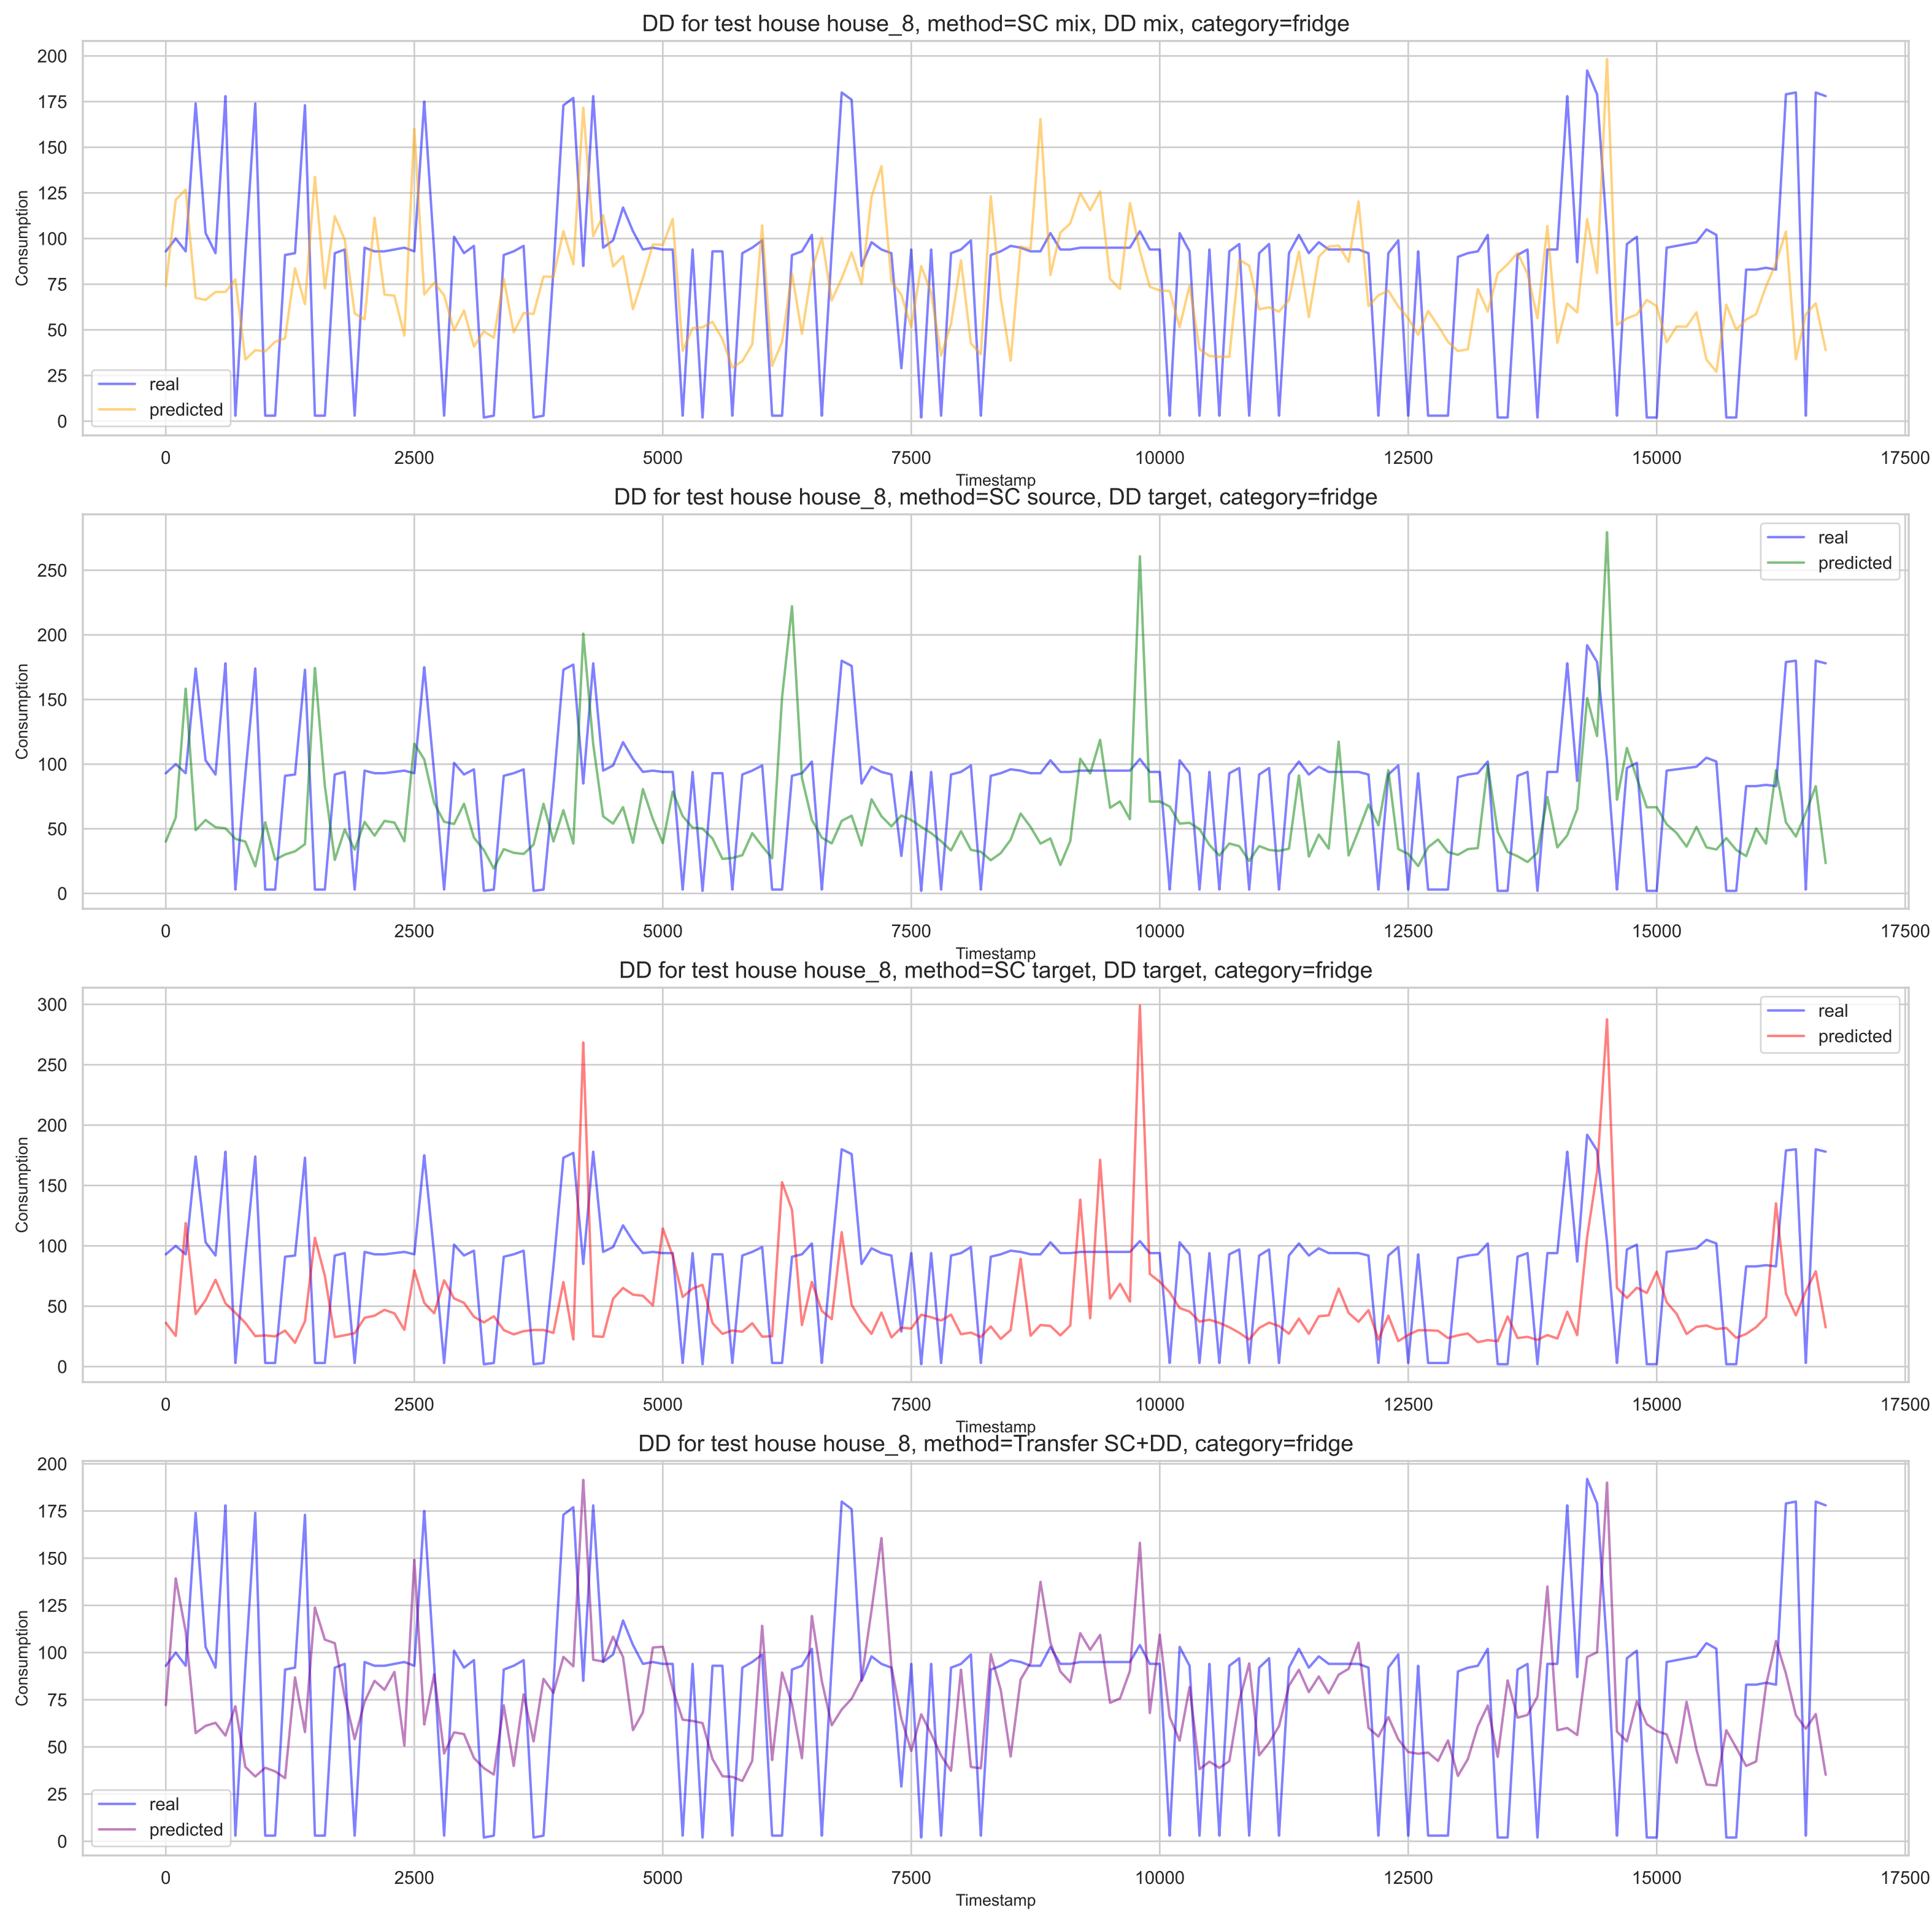 DD for test house house_8, method=SC mix, DD mix, category=fridge
200
175
150
125
100
75
50
25
0
Consumption
real
predicted
0 2500 5000 7500 10000 12500 15000 17500
Timestamp
DD for test house house_8, method=SC source, DD target, category=fridge
250
200
150
100
50
0
Consumption
real
predicted
0 2500 5000 7500 10000 12500 15000 17500
Timestamp
DD for test house house_8, method=SC target, DD target, category=fridge
300
250
200
150
100
50
0
Consumption
real
predicted
0 2500 5000 7500 10000 12500 15000 17500
Timestamp
DD for test house house_8, method=Transfer SC+DD, category=fridge
200
175
150
125
100
75
50
25
0
Consumption
real
predicted
0 2500 5000 7500 10000 12500 15000 17500
Timestamp